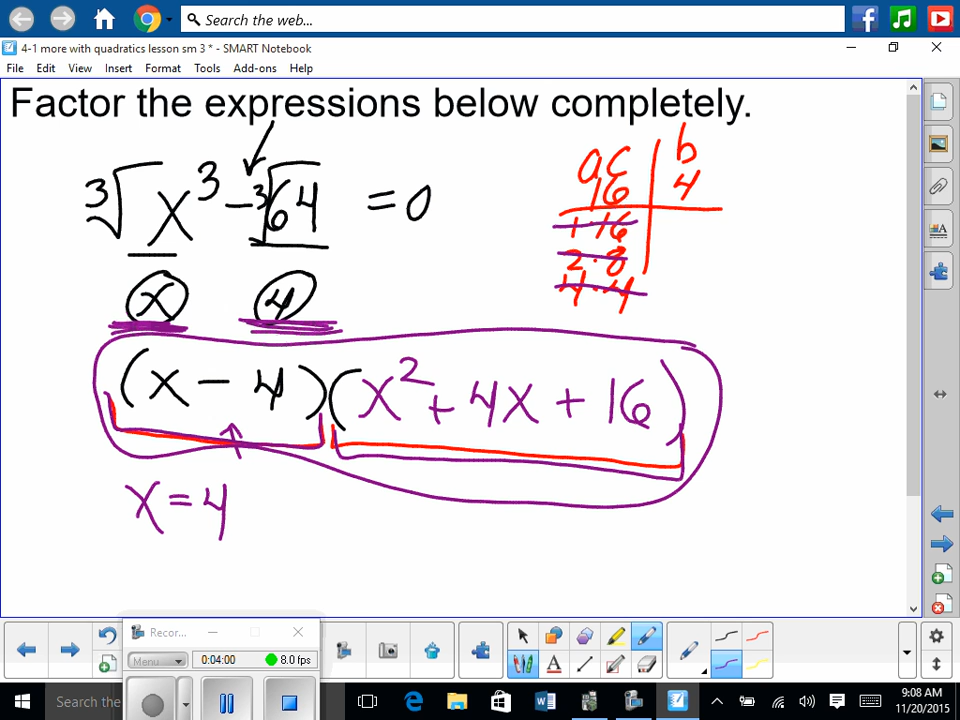 Search the web...
4-1 more with quadratics lesson sm 3 * - SMART Notebook
File Edit View Insert Format Tools Add-ons Help
Factor the expressions below completely.
∛x³ - ∛64 = 0
x 4
(x - 4)(x² + 4x + 16)
x = 4
ac b
16 4
1·16
2·8
4·4
Recor...
Menu 0:04:00 8.0 fps
Search the
9:08 AM
11/20/2015